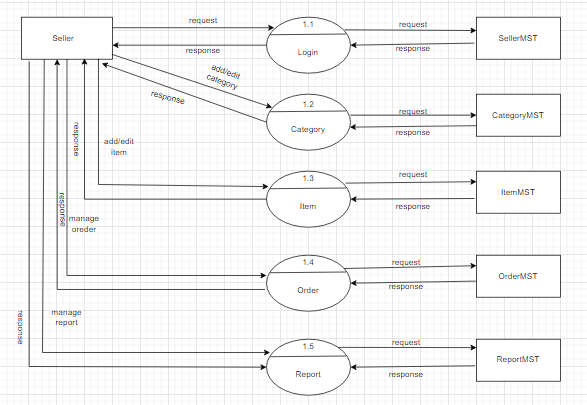 Seller
request
response
1.1
Login
request
response
SellerMST
add/edit
category
response
1.2
Category
request
response
CategoryMST
response
add/edit
item
1.3
Item
request
response
ItemMST
response
manage
oreder
1.4
Order
request
response
OrderMST
response
manage
report
1.5
Report
request
response
ReportMST